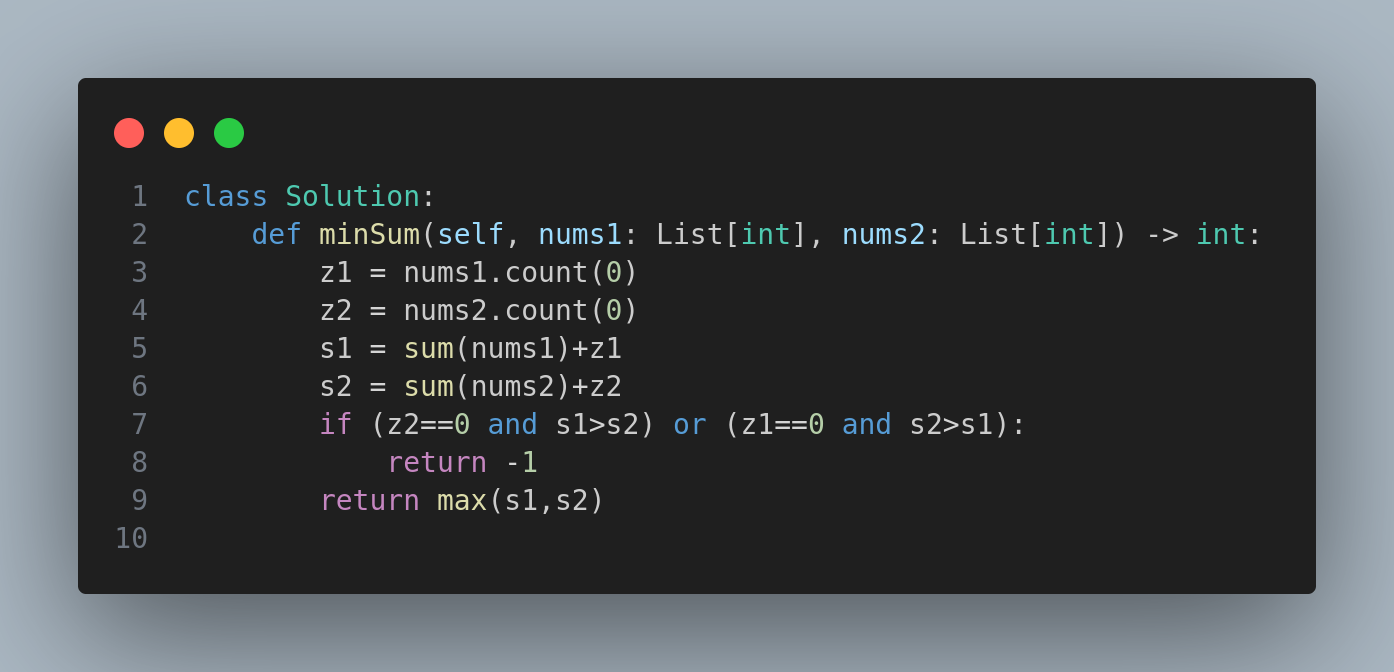 1 class Solution:
2     def minSum(self, nums1: List[int], nums2: List[int]) -> int:
3         z1 = nums1.count(0)
4         z2 = nums2.count(0)
5         s1 = sum(nums1)+z1
6         s2 = sum(nums2)+z2
7         if (z2==0 and s1>s2) or (z1==0 and s2>s1):
8             return -1
9         return max(s1,s2)
10